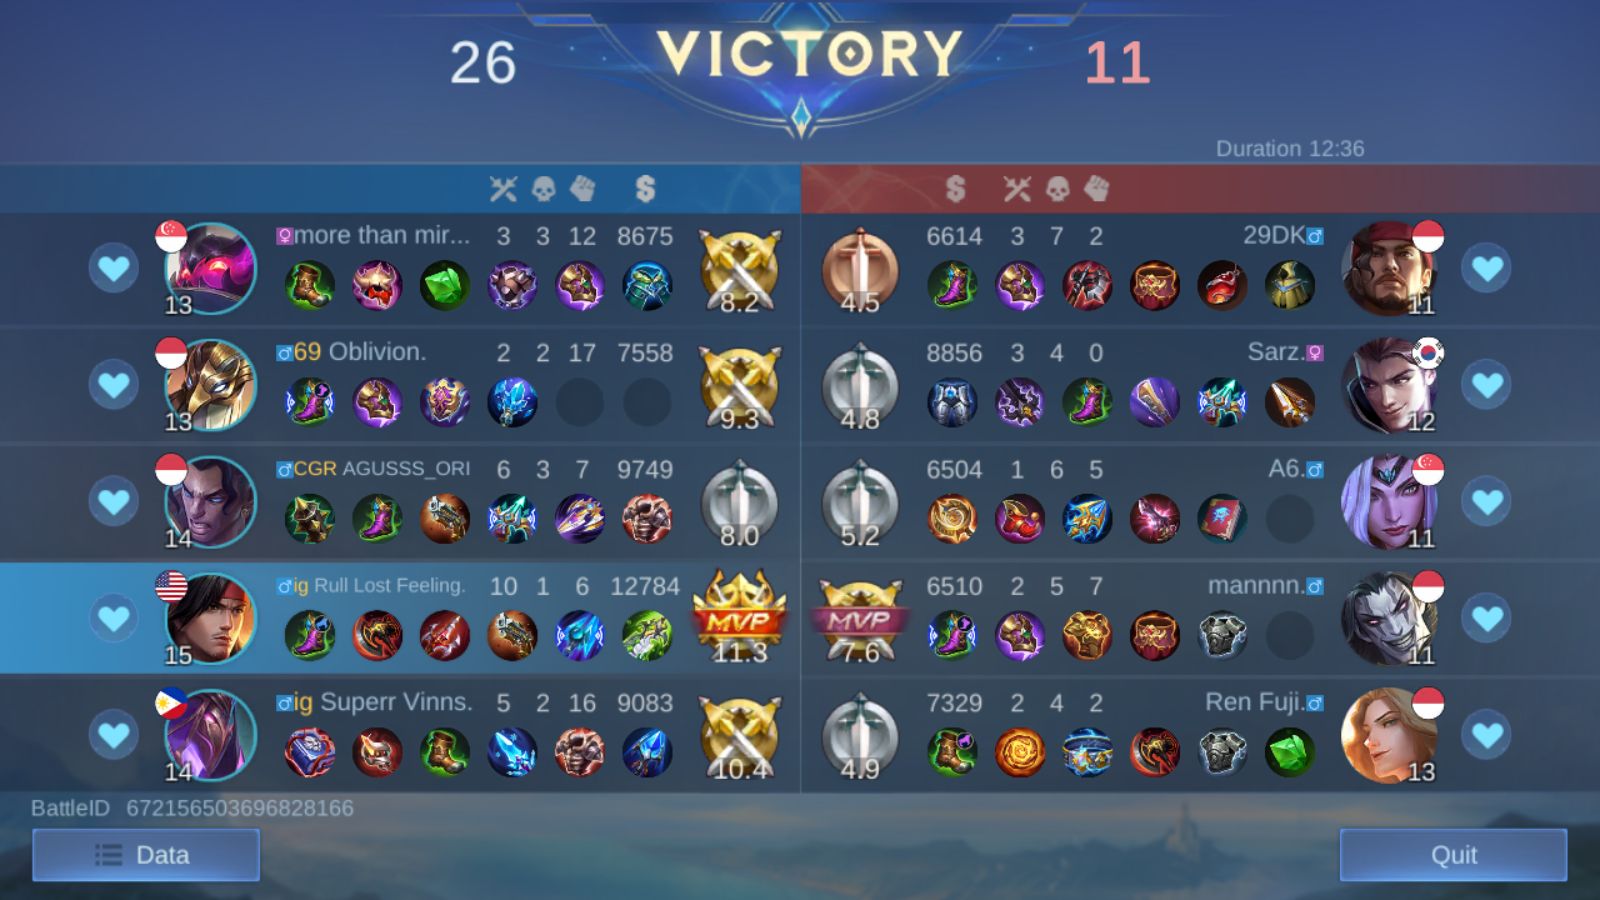 26 VICTORY 11
Duration 12:36
more than mir... 3 3 12 8675 8.2
13
4.5 6614 3 7 2 29DK
11
69 Oblivion. 2 2 17 7558 9.3
13
4.8 8856 3 4 0 Sarz.
12
CGR AGUSSS_ORI 6 3 7 9749 8.0
14
5.2 6504 1 6 5 A6.
11
ig Rull Lost Feeling. 10 1 6 12784 MVP 11.3
15
MVP 7.6 6510 2 5 7 mannnn.
11
ig Superr Vinns. 5 2 16 9083 10.4
14
4.9 7329 2 4 2 Ren Fuji.
13
BattleID 672156503696828166
Data
Quit